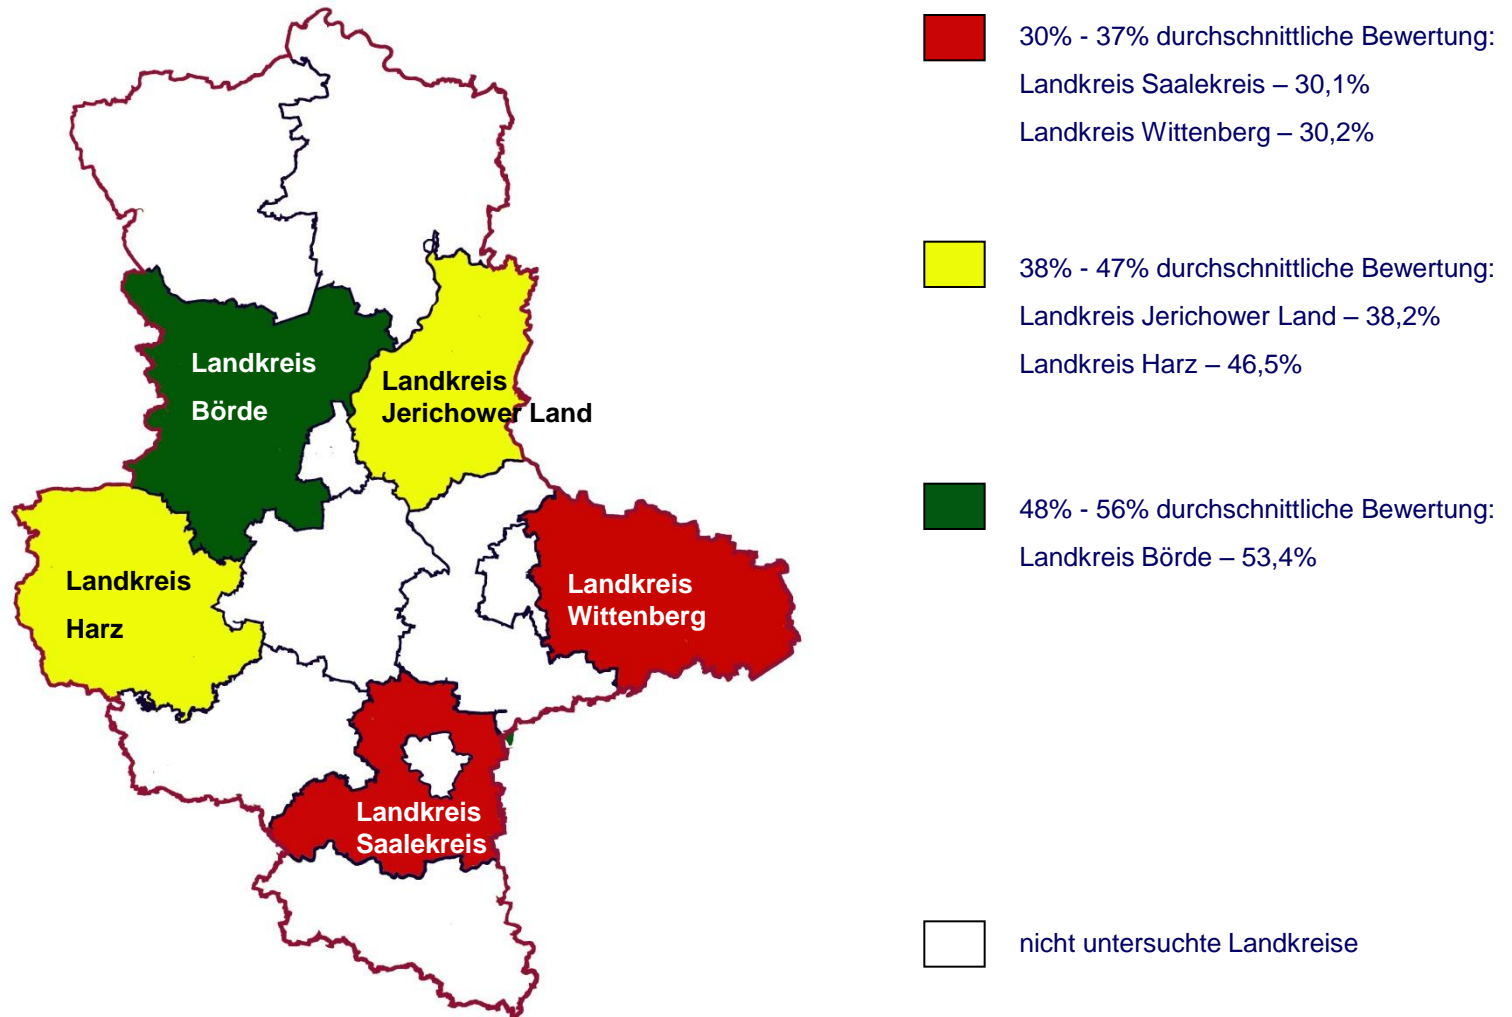 Landkreis
Börde
Landkreis
Jerichower Land
Landkreis
Harz
Landkreis
Wittenberg
Landkreis
Saalekreis
30% - 37% durchschnittliche Bewertung:
Landkreis Saalekreis – 30,1%
Landkreis Wittenberg – 30,2%
38% - 47% durchschnittliche Bewertung:
Landkreis Jerichower Land – 38,2%
Landkreis Harz – 46,5%
48% - 56% durchschnittliche Bewertung:
Landkreis Börde – 53,4%
nicht untersuchte Landkreise